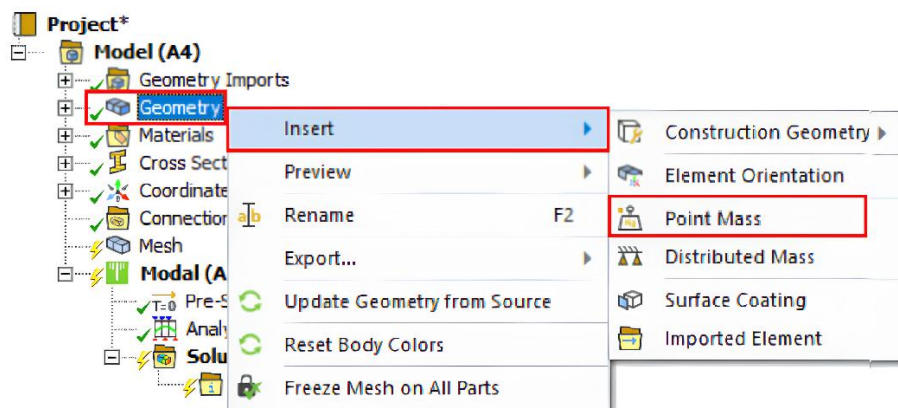 Project*
Model (A4)
Geometry Imports
Geometry
Materials
Cross Sect
Coordinate
Connection
Mesh
Modal (A
T=0 Pre-S
Analy
Solu
Insert
Preview
Rename F2
Export...
Update Geometry from Source
Reset Body Colors
Freeze Mesh on All Parts
Construction Geometry
Element Orientation
Point Mass
Distributed Mass
Surface Coating
Imported Element